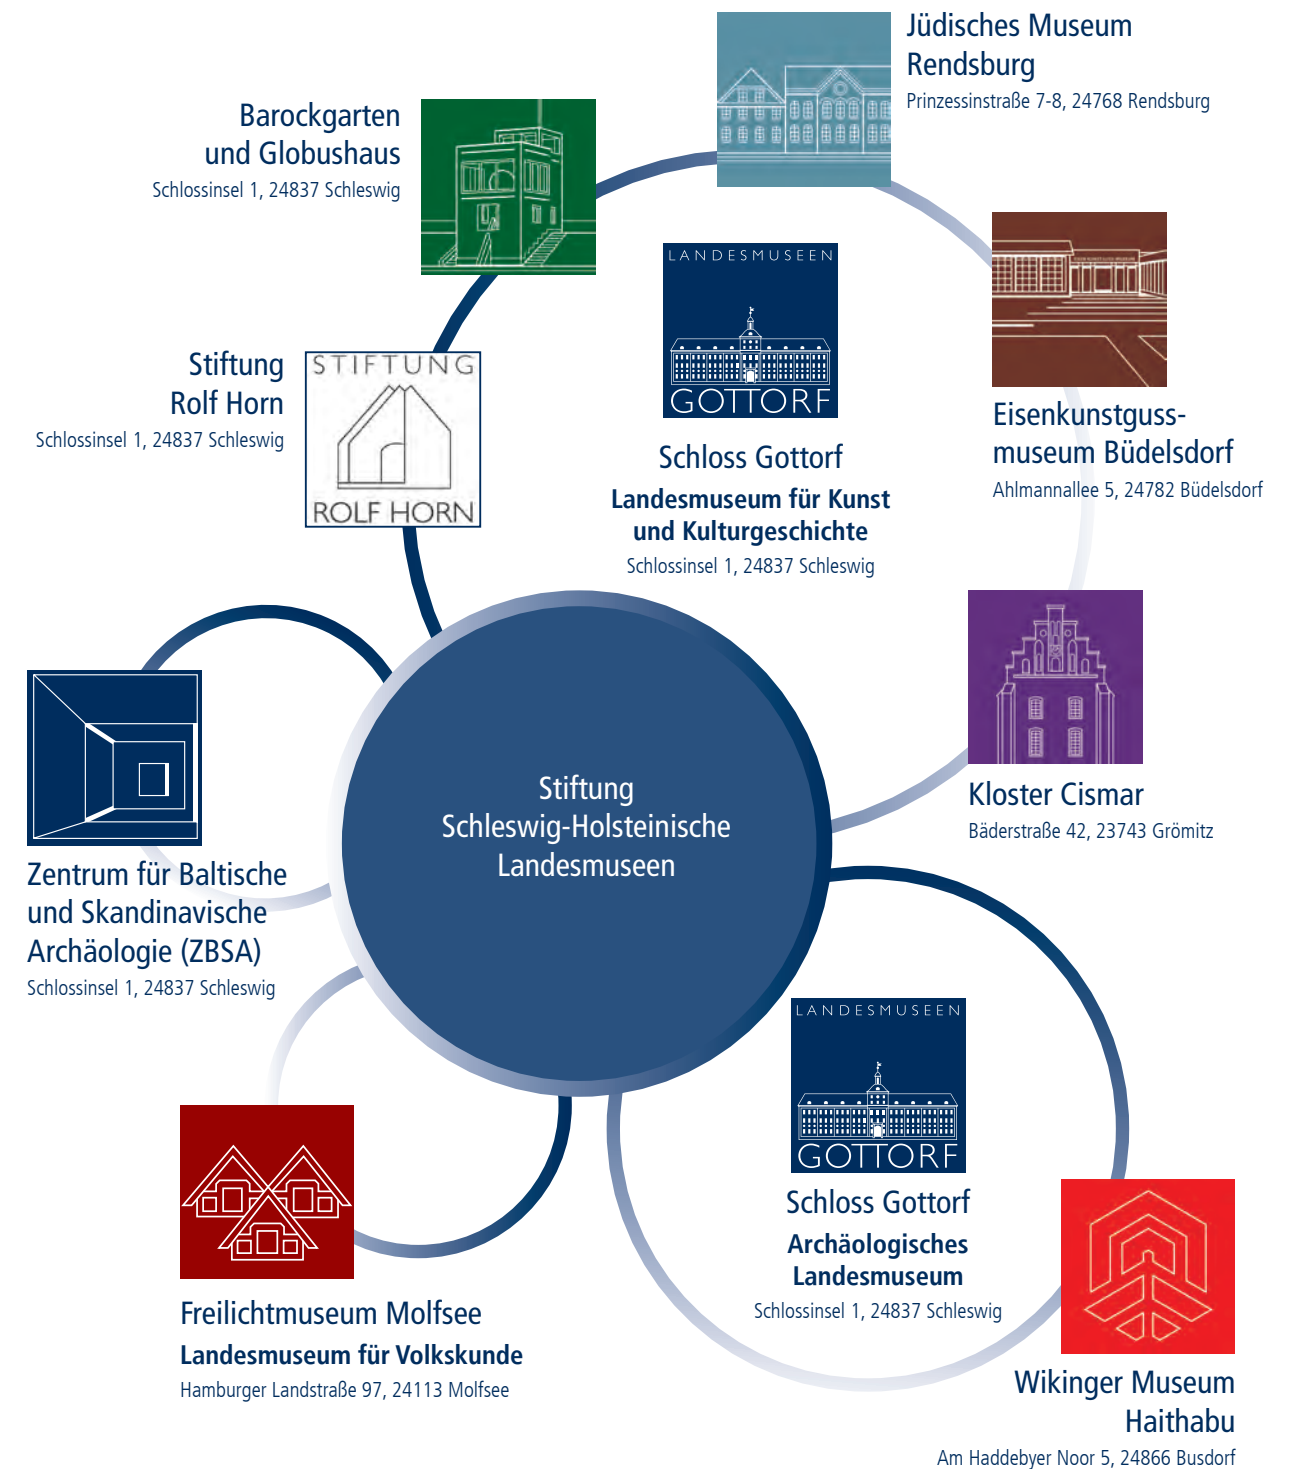 Jüdisches Museum
Rendsburg
Prinzessinstraße 7-8, 24768 Rendsburg
Barockgarten
und Globushaus
Schlossinsel 1, 24837 Schleswig
LANDESMUSEEN
GOTTORF
Schloss Gottorf
Landesmuseum für Kunst
und Kulturgeschichte
Schlossinsel 1, 24837 Schleswig
Stiftung
Rolf Horn
Schlossinsel 1, 24837 Schleswig
STIFTUNG
ROLF HORN
Eisenkunstguss-
museum Büdelsdorf
Ahlmannallee 5, 24782 Büdelsdorf
Stiftung
Schleswig-Holsteinische
Landesmuseen
Kloster Cismar
Bäderstraße 42, 23743 Grömitz
Zentrum für Baltische
und Skandinavische
Archäologie (ZBSA)
Schlossinsel 1, 24837 Schleswig
LANDESMUSEEN
GOTTORF
Schloss Gottorf
Archäologisches
Landesmuseum
Schlossinsel 1, 24837 Schleswig
Freilichtmuseum Molfsee
Landesmuseum für Volkskunde
Hamburger Landstraße 97, 24113 Molfsee
Wikinger Museum
Haithabu
Am Haddebyer Noor 5, 24866 Busdorf